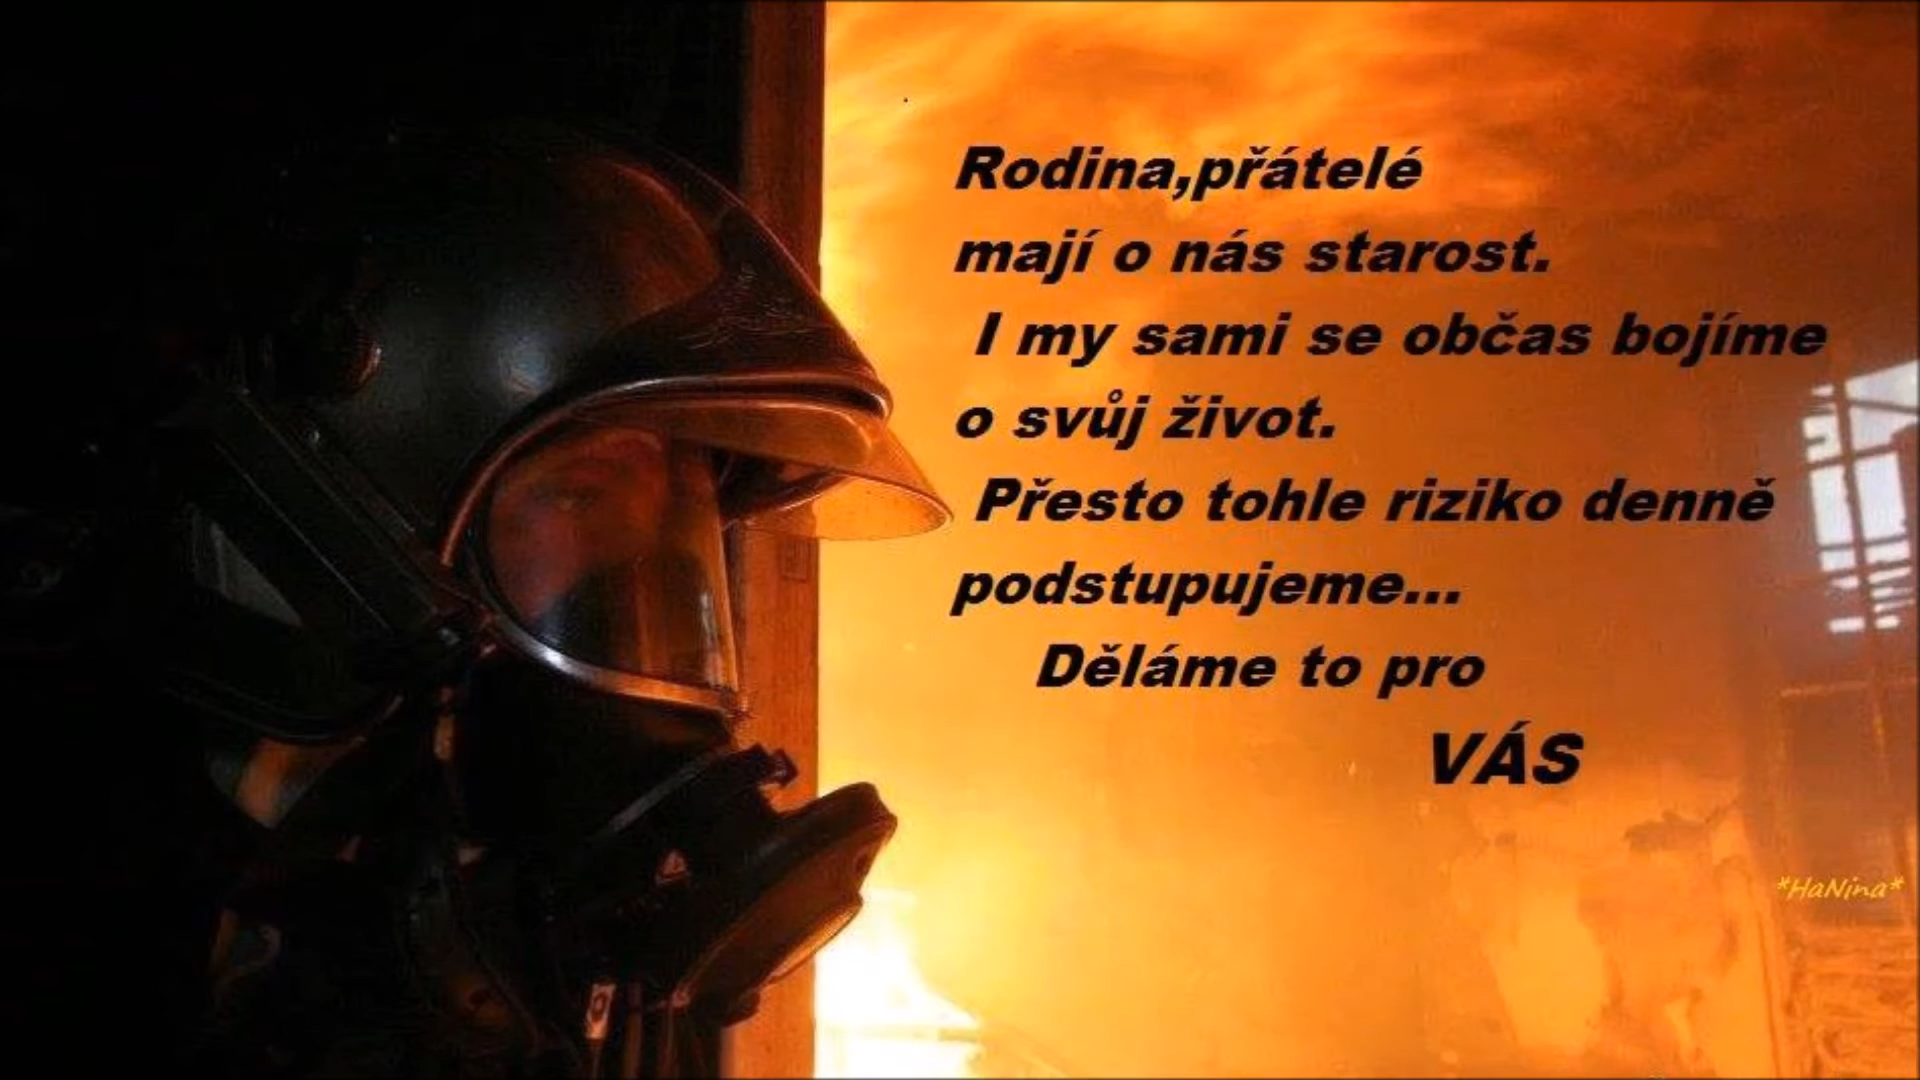 Rodina,přátelé
mají o nás starost.
I my sami se občas bojíme
o svůj život.
Přesto tohle riziko denně
podstupujeme...
Děláme to pro
VÁS
*HaNina*